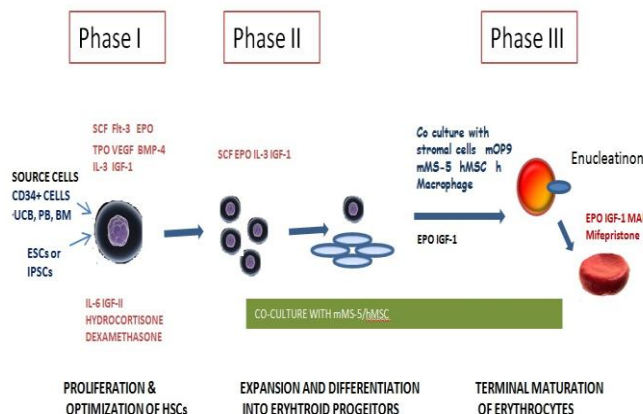 Phase I
Phase II
Phase III
SCF Flt-3 EPO
TPO VEGF BMP-4
IL-3 IGF-1
SOURCE CELLS
CD34+ CELLS
-UCB, PB, BM
ESCs or
IPSCs
IL-6 IGF-II
HYDROCORTISONE
DEXAMETHASONE
SCF EPO IL-3 IGF-1
Co culture with
stromal cells mOP9
mMS-5 hMSC h
Macrophage
EPO IGF-1
Enucleatinon
EPO IGF-1 MAI
Mifepristone
CO-CULTURE WITH mMS-5/hMSC
PROLIFERATION &
OPTIMIZATION OF HSCs
EXPANSION AND DIFFERENTIATION
INTO ERYHTROID PROGEITORS
TERMINAL MATURATION
OF ERYTHROCYTES